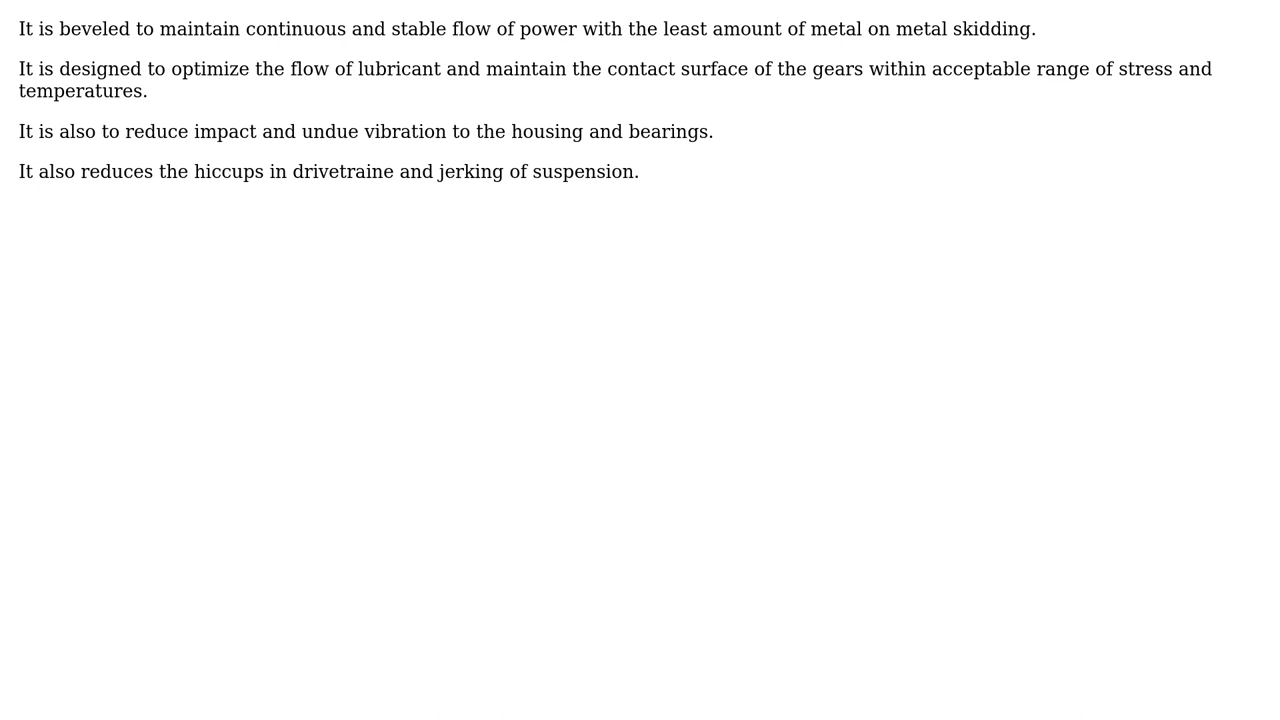 It is beveled to maintain continuous and stable flow of power with the least amount of metal on metal skidding.
It is designed to optimize the flow of lubricant and maintain the contact surface of the gears within acceptable range of stress and
temperatures.
It is also to reduce impact and undue vibration to the housing and bearings.
It also reduces the hiccups in drivetraine and jerking of suspension.